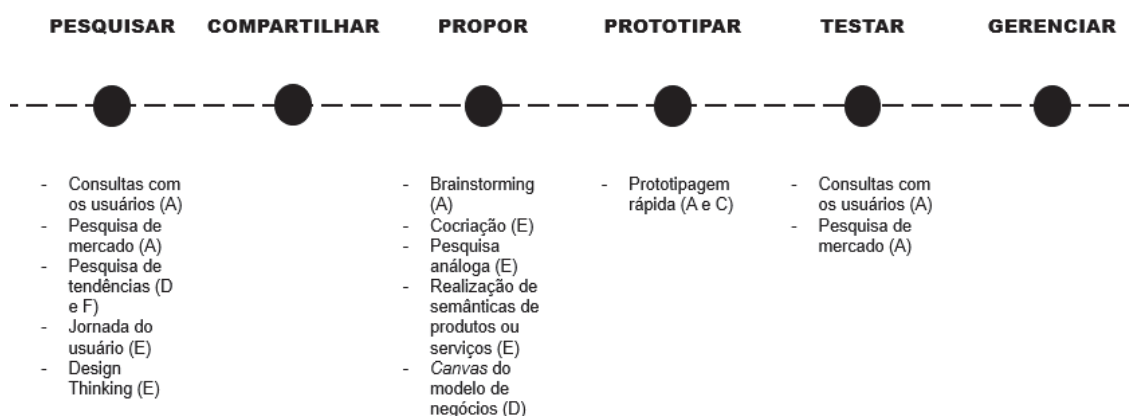 PESQUISAR COMPARTILHAR PROPOR PROTOTIPAR TESTAR GERENCIAR
- Consultas com
os usuários (A)
- Pesquisa de
mercado (A)
- Pesquisa de
tendências (D
e F)
- Jornada do
usuário (E)
- Design
Thinking (E)
- Brainstorming
(A)
- Cocriação (E)
- Pesquisa
análoga (E)
- Realização de
semânticas de
produtos ou
serviços (E)
- Canvas do
modelo de
negócios (D)
- Prototipagem
rápida (A e C)
- Consultas com
os usuários (A)
- Pesquisa de
mercado (A)